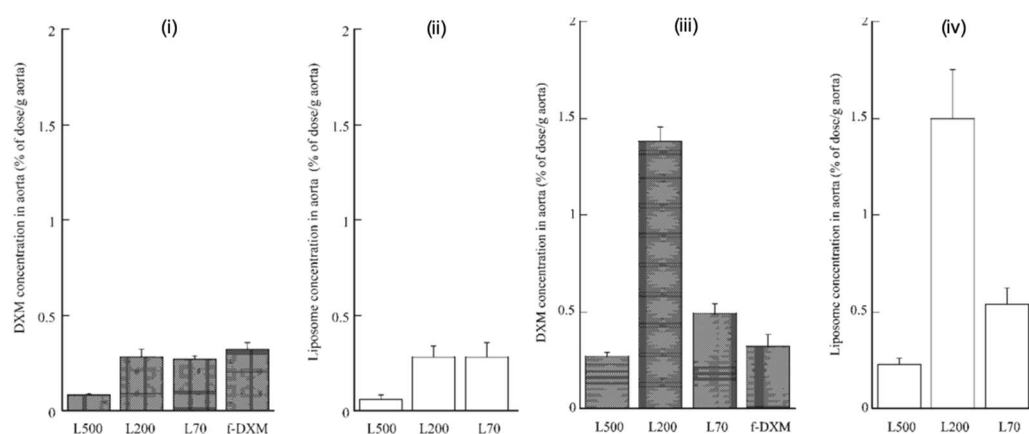 (i)
DXM concentration in aorta (% of dose/g aorta)
2
1.5
1
0.5
0
L500 L200 L70 f-DXM
(ii)
Liposome concentration in aorta (% of dose/g aorta)
2
1.5
1
0.5
0
L500 L200 L70
(iii)
DXM concentration in aorta (% of dose/g aorta)
2
1.5
1
0.5
0
L500 L200 L70 f-DXM
(iv)
Liposome concentration in aorta (% of dose/g aorta)
2
1.5
1
0.5
0
L500 L200 L70